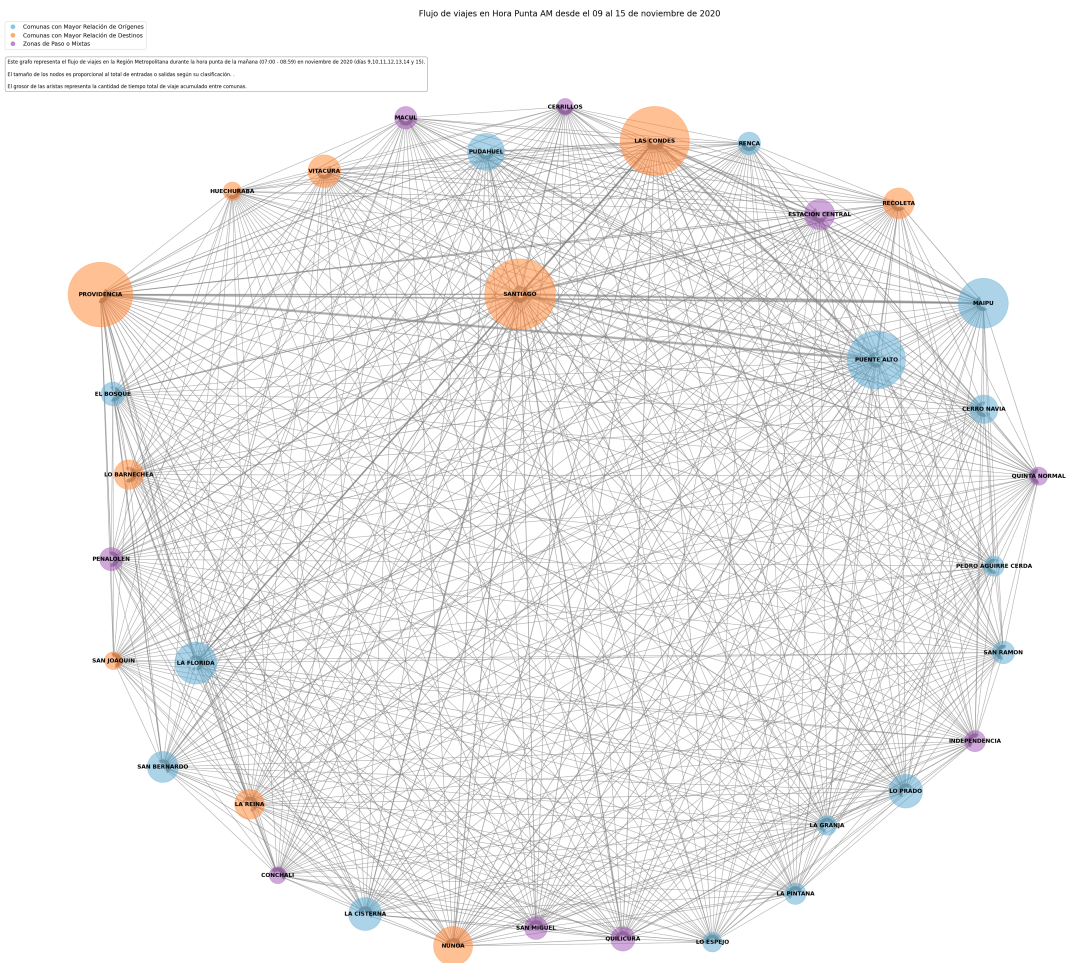 Flujo de viajes en Hora Punta AM desde el 09 al 15 de noviembre de 2020
Comunas con Mayor Relación de Orígenes
Comunas con Mayor Relación de Destinos
Zonas de Paso o Mixtas
Este grafo representa el flujo de viajes en la Región Metropolitana durante la hora punta de la mañana (07:00 - 08:59) en noviembre de 2020 (días 9,10,11,12,13,14 y 15).
El tamaño de los nodos es proporcional al total de entradas o salidas según su clasificación. .
El grosor de las aristas representa la cantidad de tiempo total de viaje acumulado entre comunas.
CERRILLOS
MACUL
LAS CONDES
RENCA
PUDAHUEL
VITACURA
HUECHURABA
RECOLETA
ESTACION CENTRAL
PROVIDENCIA
SANTIAGO
MAIPU
PUENTE ALTO
EL BOSQUE
CERRO NAVIA
LO BARNECHEA
QUINTA NORMAL
PENALOLEN
PEDRO AGUIRRE CERDA
SAN RAMON
SAN JOAQUIN
LA FLORIDA
INDEPENDENCIA
SAN BERNARDO
LO PRADO
LA REINA
LA GRANJA
CONCHALI
LA PINTANA
LA CISTERNA
SAN MIGUEL
QUILICURA
LO ESPEJO
NUNOA